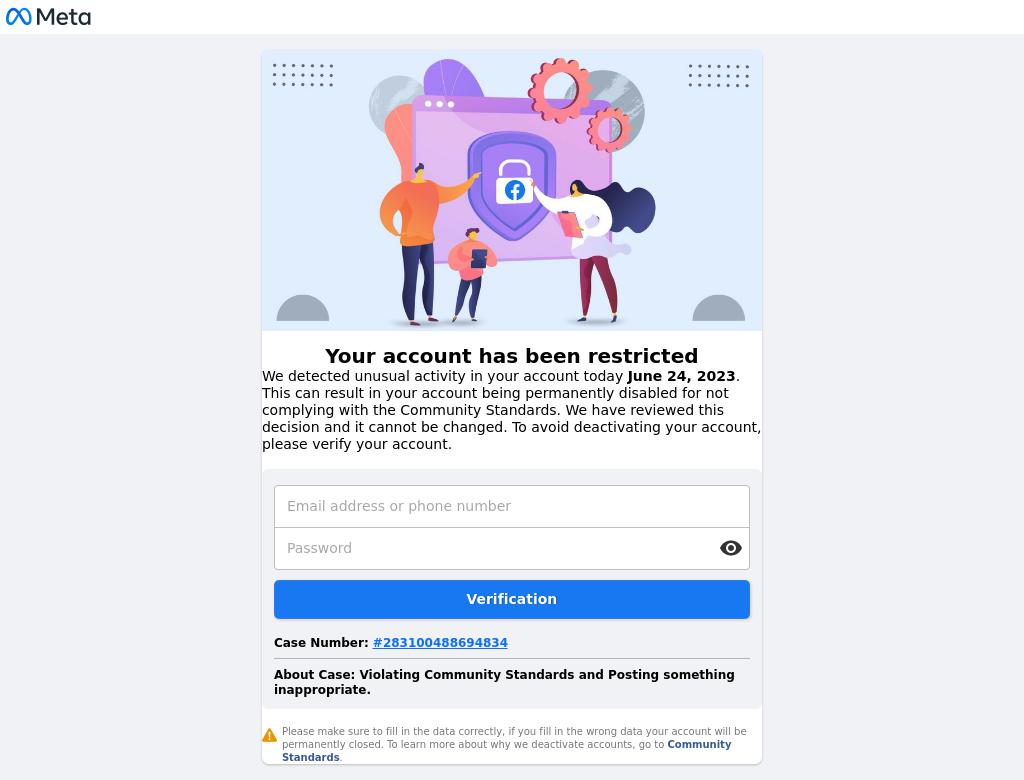 Meta
Your account has been restricted
We detected unusual activity in your account today June 24, 2023.
This can result in your account being permanently disabled for not
complying with the Community Standards. We have reviewed this
decision and it cannot be changed. To avoid deactivating your account,
please verify your account.
Email address or phone number
Password
Verification
Case Number: #283100488694834
About Case: Violating Community Standards and Posting something
inappropriate.
Please make sure to fill in the data correctly, if you fill in the wrong data your account will be
permanently closed. To learn more about why we deactivate accounts, go to Community
Standards.